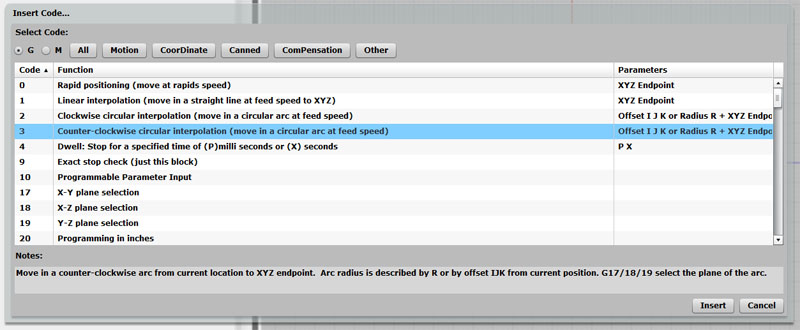 Insert Code...
Select Code:
G M All Motion CoorDinate Canned ComPensation Other
Code Function Parameters
0 Rapid positioning (move at rapids speed) XYZ Endpoint
1 Linear interpolation (move in a straight line at feed speed to XYZ) XYZ Endpoint
2 Clockwise circular interpolation (move in a circular arc at feed speed) Offset I J K or Radius R + XYZ Endpo
3 Counter-clockwise circular interpolation (move in a circular arc at feed speed) Offset I J K or Radius R + XYZ Endpo
4 Dwell: Stop for a specified time of (P)milli seconds or (X) seconds P X
9 Exact stop check (just this block)
10 Programmable Parameter Input
17 X-Y plane selection
18 X-Z plane selection
19 Y-Z plane selection
20 Programming in inches
Notes:
Move in a counter-clockwise arc from current location to XYZ endpoint. Arc radius is described by R or by offset IJK from current position. G17/18/19 select the plane of the arc.
Insert Cancel